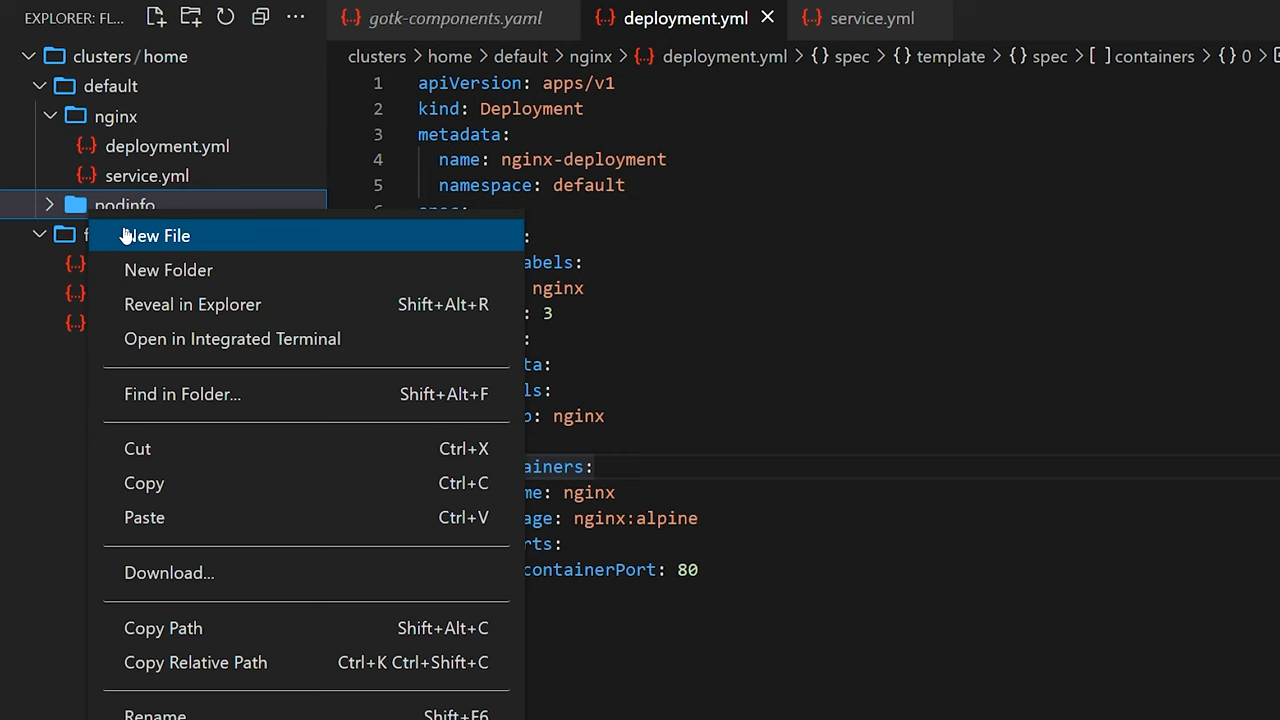 EXPLORER: FL...
gotk-components.yaml
deployment.yml
service.yml
clusters / home
default
nginx
deployment.yml
service.yml
podinfo
clusters > home > default > nginx > deployment.yml > {} spec > {} template > {} spec > [ ] containers > {} 0 >
1 apiVersion: apps/v1
2 kind: Deployment
3 metadata:
4 name: nginx-deployment
5 namespace: default
:
abels:
nginx
: 3
:
ta:
ls:
p: nginx
ainers:
me: nginx
age: nginx:alpine
rts:
containerPort: 80
New File
New Folder
Reveal in Explorer Shift+Alt+R
Open in Integrated Terminal
Find in Folder... Shift+Alt+F
Cut Ctrl+X
Copy Ctrl+C
Paste Ctrl+V
Download...
Copy Path Shift+Alt+C
Copy Relative Path Ctrl+K Ctrl+Shift+C
Rename Shift+F6